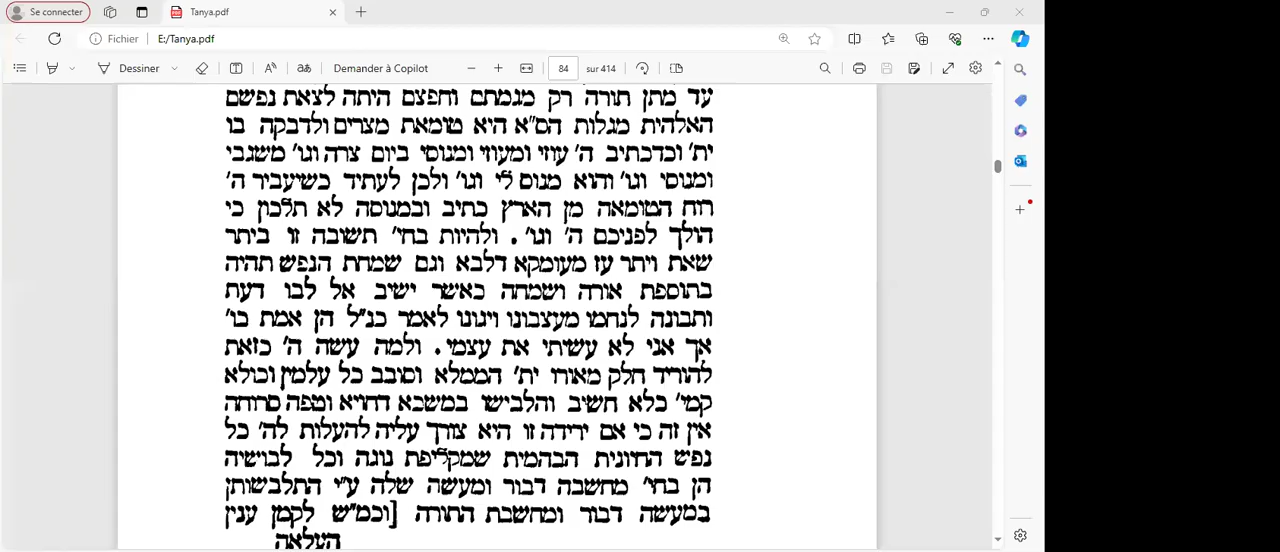 Se connecter
Tanya.pdf
Fichier
E:/Tanya.pdf
Dessiner
Demander à Copilot
84
sur 414
עד מתן תורה רק מגמתם וחפצם היתה לצאת נפשם
האלהית מגלות הס״א היא טומאת מצרים ולדבקה בו
ית׳ וכדכתיב ה׳ עוזי ומעוזי ומנוסי ביום צרה וגו׳ משגבי
ומנוסי וגו׳ והוא מנוס לי וגו׳ ולכן לעתיד כשיעביר ה׳
רוח הטומאה מן הארץ כתיב ובמנוסה לא תלכון כי
הולך לפניכם ה׳ וגו׳. ולהיות בחי׳ תשובה זו ביתר
שאת ויתר עז מעומקא דלבא וגם שמחת הנפש תהיה
בתוספת אורה ושמחה כאשר ישיב אל לבו דעת
ותבונה לנחמו מעצבונו ויגונו לאמר כנ״ל הן אמת כו׳
אך אני לא עשיתי את עצמי. ולמה עשה ה׳ כזאת
להוריד חלק מאורו ית׳ הממלא וסובב כל עלמין וכולא
קמי׳ כלא חשיב והלבישו במשכא דחויא וטפה סרוחה
אין זה כי אם ירידה זו היא צורך עליה להעלות לה׳ כל
נפש החיונית הבהמית שמקליפת נוגה וכל לבושיה
הן בחי׳ מחשבה דבור ומעשה שלה ע״י התלבשותן
במעשה דבור ומחשבת התורה [וכמ״ש לקמן ענין
העלאה